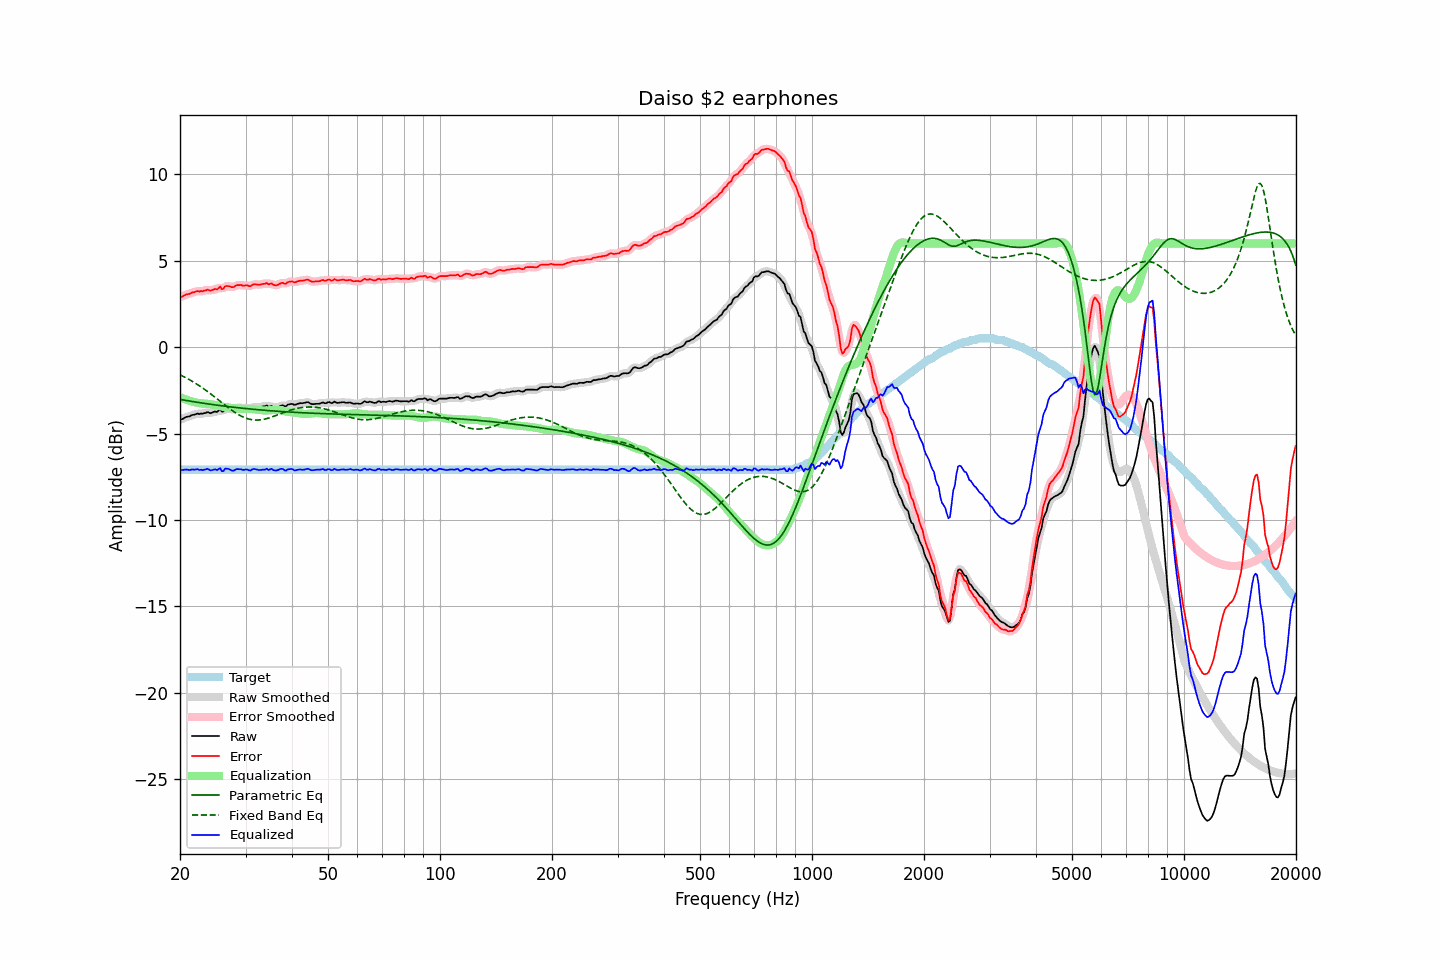 Daiso $2 earphones
Amplitude (dBr)
10
5
0
−5
−10
−15
−20
−25
Target
Raw Smoothed
Error Smoothed
Raw
Error
Equalization
Parametric Eq
Fixed Band Eq
Equalized
20 50 100 200 500 1000 2000 5000 10000 20000
Frequency (Hz)